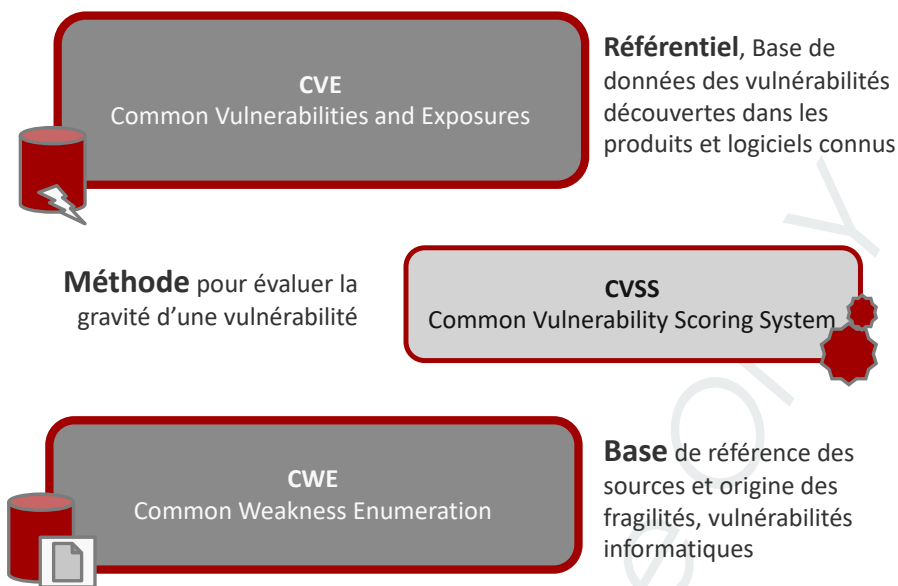 CVE
Common Vulnerabilities and Exposures
Référentiel, Base de
données des vulnérabilités
découvertes dans les
produits et logiciels connus
Méthode pour évaluer la
gravité d’une vulnérabilité
CVSS
Common Vulnerability Scoring System
CWE
Common Weakness Enumeration
Base de référence des
sources et origine des
fragilités, vulnérabilités
informatiques